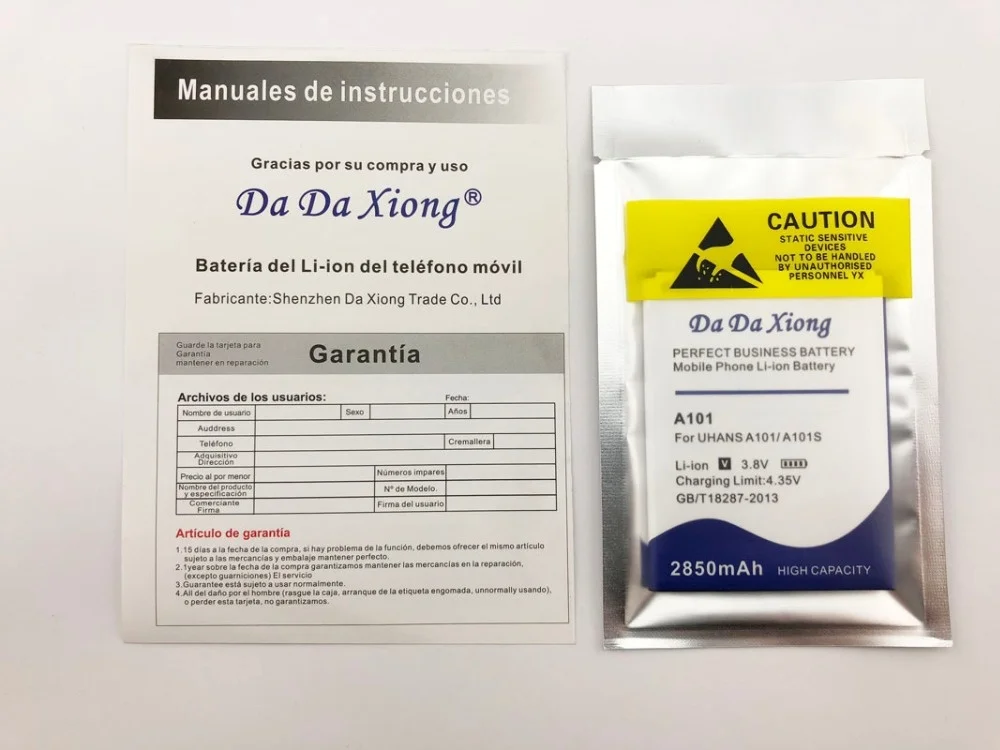 Manuales de instrucciones
Gracias por su compra y uso
Da Da Xiong®
Batería del Li-ion del teléfono móvil
Fabricante:Shenzhen Da Xiong Trade Co., Ltd
Guarde la tarjeta para
Garantía
mantener en reparación
Garantía
Archivos de los usuarios:
Fecha:
Nombre de usuario
Sexo
Años
Auddress
Teléfono
Cremallera
Adquisitivo
Dirección
Precio al por menor
Números impares
Nombre del producto
y especificación
Nº de Modelo.
Comerciante
Firma
Firma del usuario
Artículo de garantía
1.15 días a la fecha de la compra, si hay problema de la función, debemos ofrecer el mismo artículo
sujeto a las mercancías y embalaje mantener perfecto.
2.1year sobre la fecha de la compra garantizamos mantener las mercancías en la reparación,
(excepto guarniciones) El servicio
3.Guarantee está sujeto a usar normalmente.
4.All del daño por el hombre (rasgue la caja, arranque de la etiqueta engomada, unnormally usando),
o perder esta tarjeta, no garantizamos.
CAUTION
STATIC SENSITIVE
DEVICES
NOT TO BE HANDLED
BY UNAUTHORISED
PERSONNEL YX
Da Da Xiong
PERFECT BUSINESS BATTERY
Mobile Phone Li-ion Battery
A101
For UHANS A101/ A101S
Li-ion V 3.8V
Charging Limit:4.35V
GB/T18287-2013
2850mAh HIGH CAPACITY